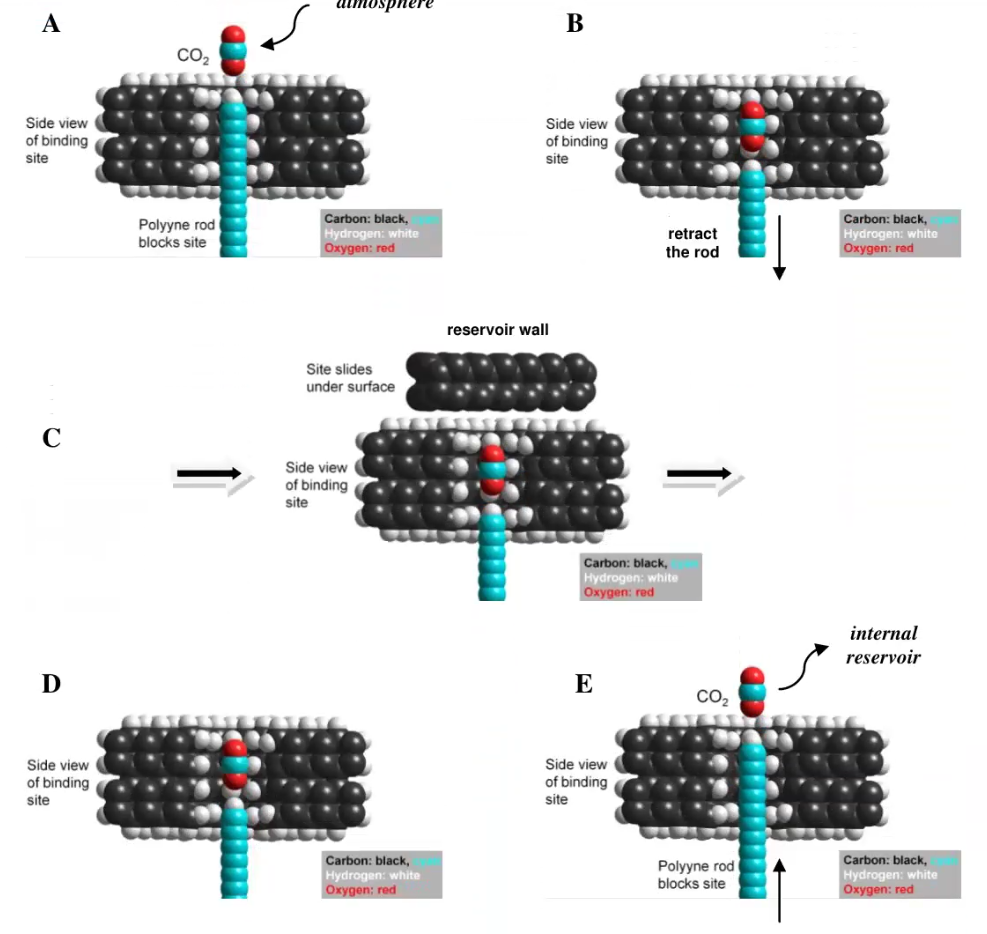 A
atmosphere
B
CO2
Side view
of binding
site
Side view
of binding
site
Polyyne rod
blocks site
Carbon: black, cyan
Hydrogen: white
Oxygen: red
retract
the rod
Carbon: black, cyan
Hydrogen: white
Oxygen: red
reservoir wall
Site slides
under surface
C
Side view
of binding
site
Carbon: black, cyan
Hydrogen: white
Oxygen: red
internal
reservoir
D
E
CO2
Side view
of binding
site
Side view
of binding
site
Carbon: black, cyan
Hydrogen: white
Oxygen: red
Polyyne rod
blocks site
Carbon: black, cyan
Hydrogen: white
Oxygen: red